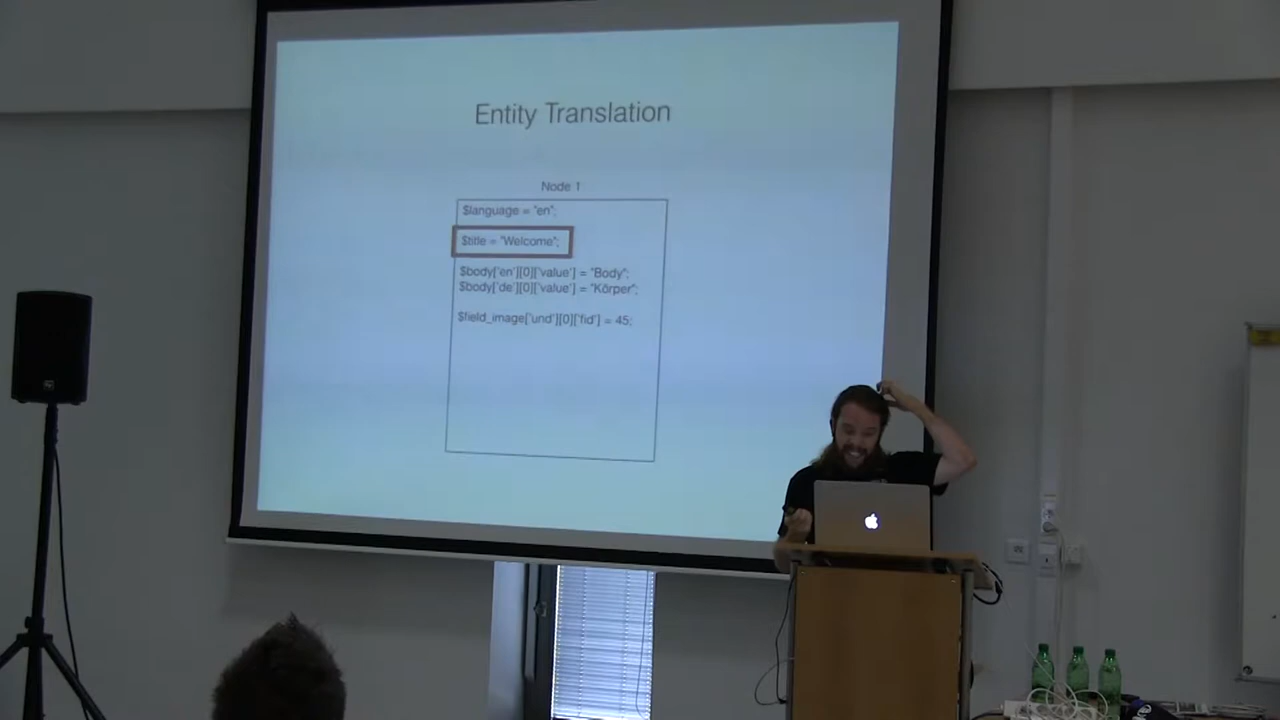 Entity Translation
Node 1
$language = "en";
$title = "Welcome";
$body['en'][0]['value'] = "Body";
$body['de'][0]['value'] = "Körper";
$field_image['und'][0]['fid'] = 45;